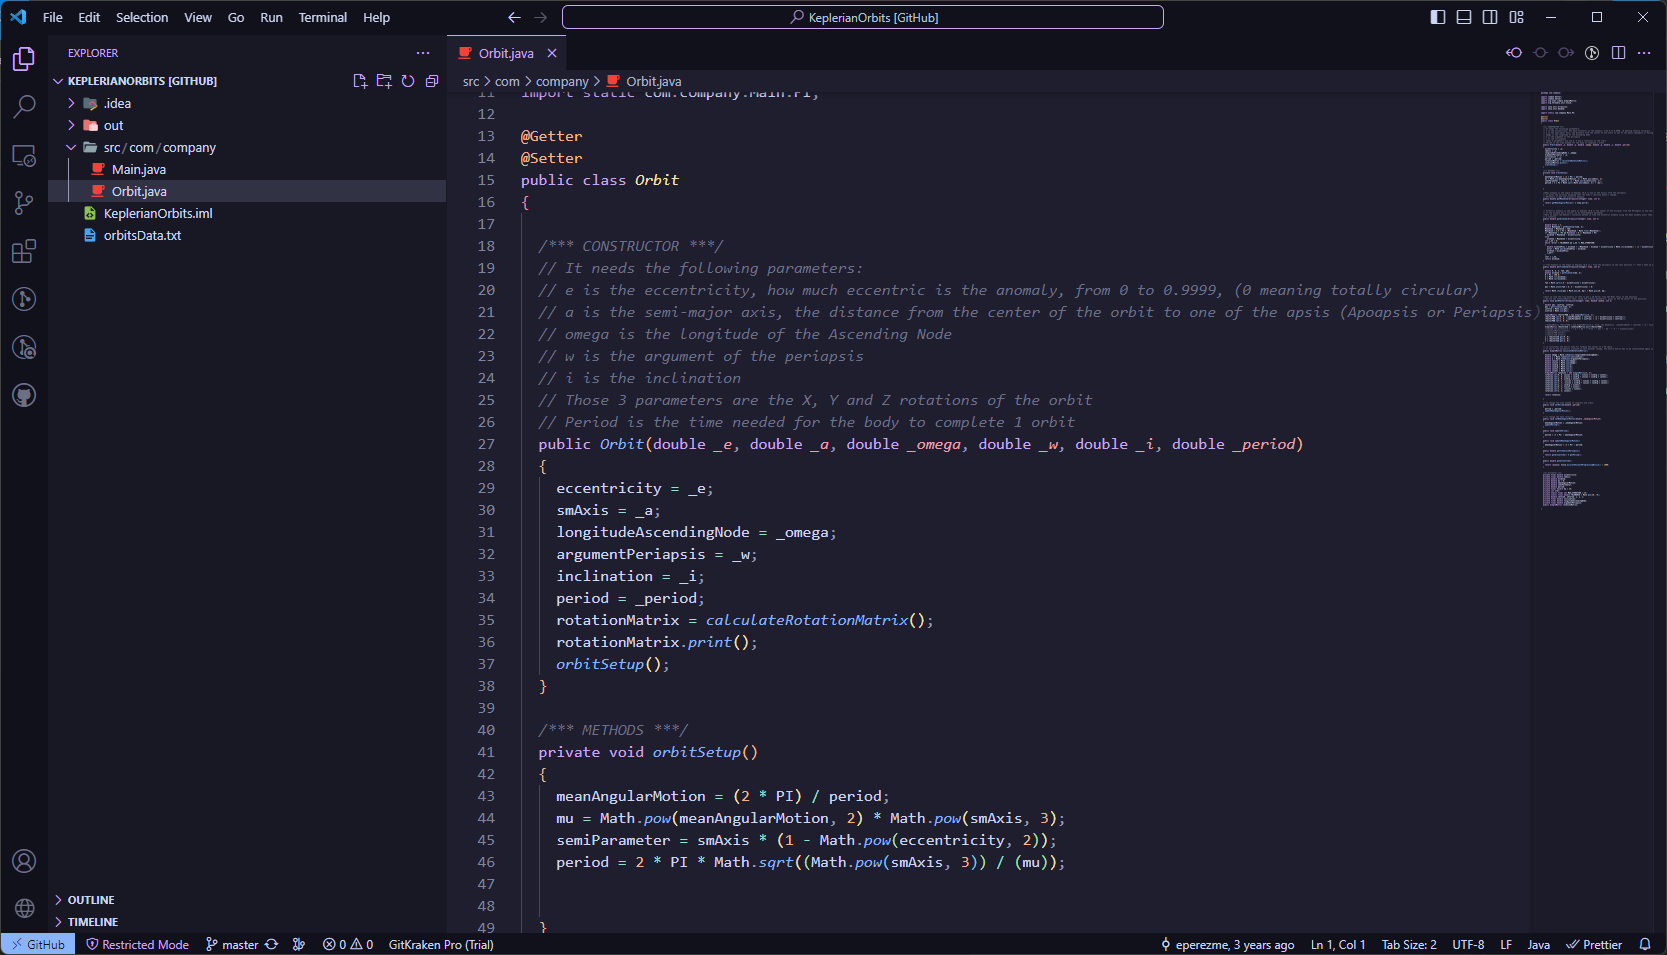 File Edit Selection View Go Run Terminal Help
KeplerianOrbits [GitHub]
EXPLORER
KEPLERIANORBITS [GITHUB]
.idea
out
src/com/company
Main.java
Orbit.java
KeplerianOrbits.iml
orbitsData.txt
OUTLINE
TIMELINE
Orbit.java
src > com > company > Orbit.java
11 import static com.company.Main.PI;
12
13 @Getter
14 @Setter
15 public class Orbit
16 {
17
18 /*** CONSTRUCTOR ***/
19 // It needs the following parameters:
20 // e is the eccentricity, how much eccentric is the anomaly, from 0 to 0.9999, (0 meaning totally circular)
21 // a is the semi-major axis, the distance from the center of the orbit to one of the apsis (Apoapsis or Periapsis)
22 // omega is the longitude of the Ascending Node
23 // w is the argument of the periapsis
24 // i is the inclination
25 // Those 3 parameters are the X, Y and Z rotations of the orbit
26 // Period is the time needed for the body to complete 1 orbit
27 public Orbit(double _e, double _a, double _omega, double _w, double _i, double _period)
28 {
29 eccentricity = _e;
30 smAxis = _a;
31 longitudeAscendingNode = _omega;
32 argumentPeriapsis = _w;
33 inclination = _i;
34 period = _period;
35 rotationMatrix = calculateRotationMatrix();
36 rotationMatrix.print();
37 orbitSetup();
38 }
39
40 /*** METHODS ***/
41 private void orbitSetup()
42 {
43 meanAngularMotion = (2 * PI) / period;
44 mu = Math.pow(meanAngularMotion, 2) * Math.pow(smAxis, 3);
45 semiParameter = smAxis * (1 - Math.pow(eccentricity, 2));
46 period = 2 * PI * Math.sqrt((Math.pow(smAxis, 3)) / (mu));
47
48
49 }
GitHub Restricted Mode master 0 0 GitKraken Pro (Trial) eperezme, 3 years ago Ln 1, Col 1 Tab Size: 2 UTF-8 LF Java Prettier